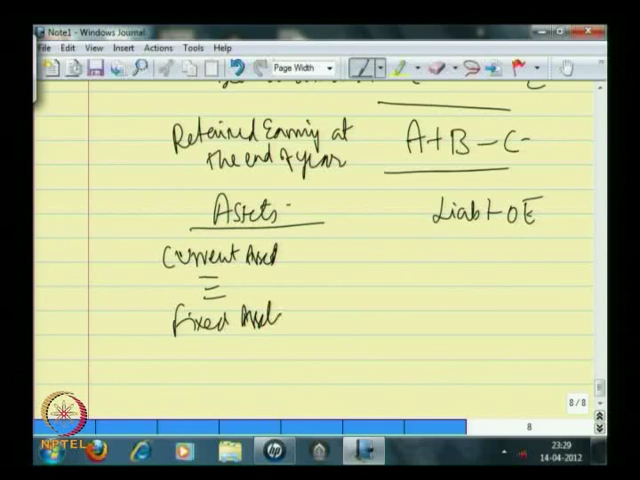 Note1 - Windows Journal
File Edit View Insert Actions Tools Help
Page Width
Retained Earning at
the end of year
A+B-C
Assets
Liab + OE
Current Asset
Fixed Asset
8/8
8
NPTEL
23:29
14-04-2012